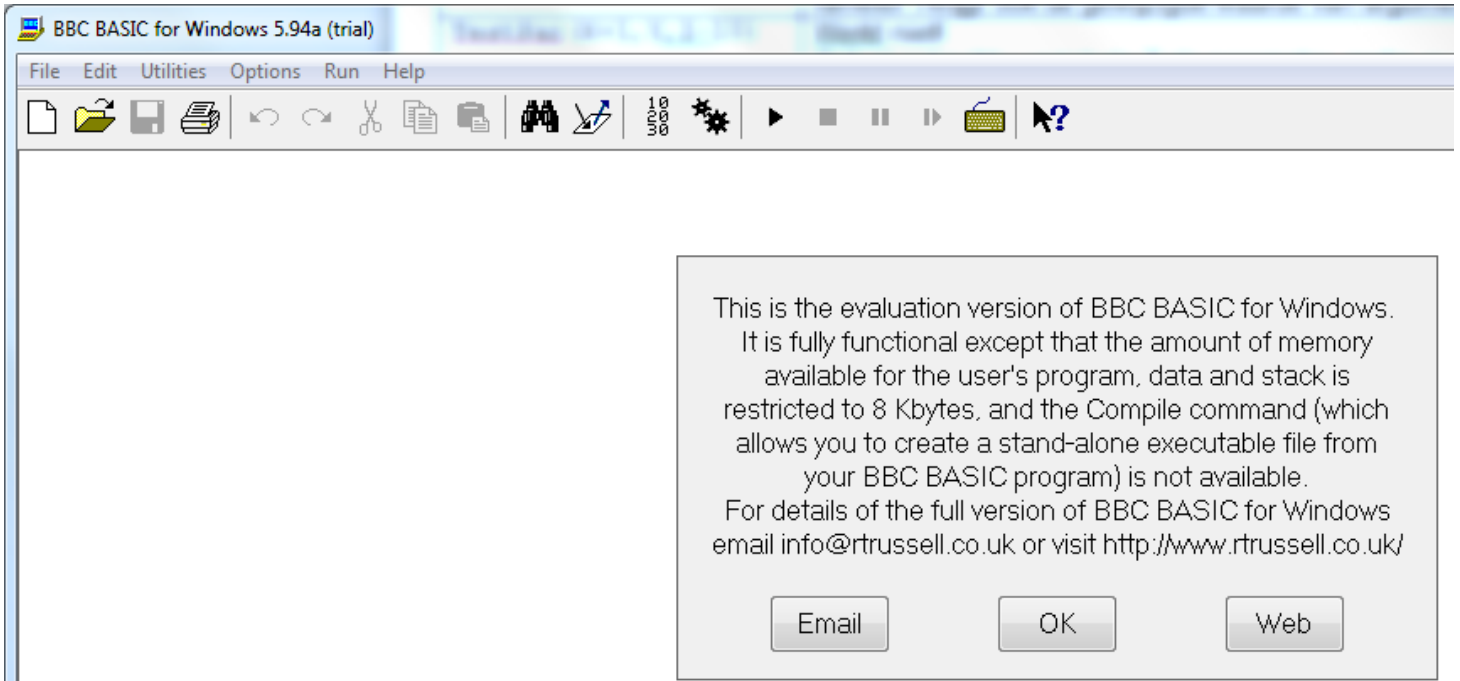 BBC BASIC for Windows 5.94a (trial)
File Edit Utilities Options Run Help
10
20
30
?
This is the evaluation version of BBC BASIC for Windows.
It is fully functional except that the amount of memory
available for the user's program, data and stack is
restricted to 8 Kbytes, and the Compile command (which
allows you to create a stand-alone executable file from
your BBC BASIC program) is not available.
For details of the full version of BBC BASIC for Windows
email info@rtrussell.co.uk or visit http://www.rtrussell.co.uk/
Email OK Web